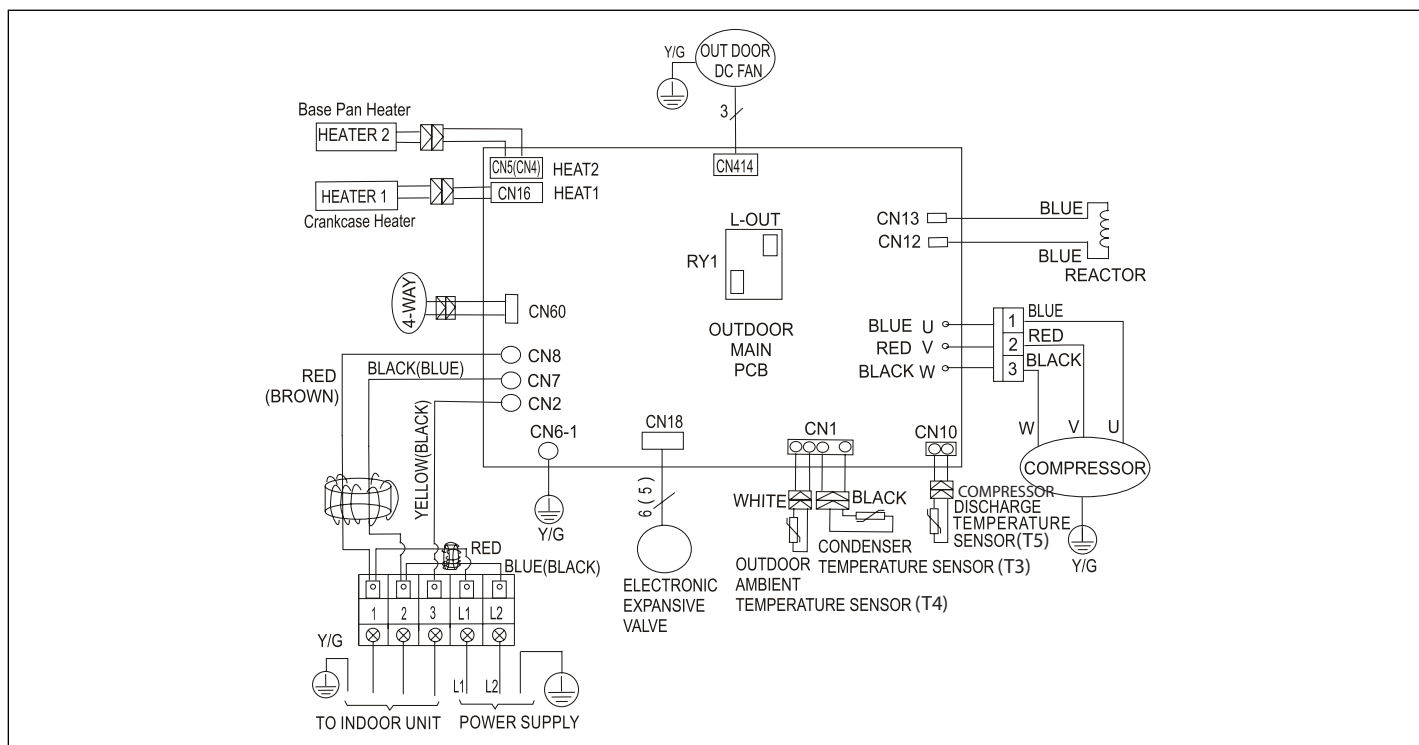 Y/G
OUT DOOR
DC FAN
3
Base Pan Heater
HEATER 2
CN5(CN4)
HEAT2
CN414
HEATER 1
CN16
HEAT1
Crankcase Heater
L-OUT
RY1
CN13
BLUE
CN12
BLUE
REACTOR
4-WAY
CN60
OUTDOOR
MAIN
PCB
BLUE U
RED V
BLACK W
1
2
3
BLUE
RED
BLACK
CN8
RED
(BROWN)
BLACK(BLUE)
CN7
CN2
YELLOW(BLACK)
CN6-1
Y/G
CN18
6 ( 5 )
ELECTRONIC
EXPANSIVE
VALVE
CN1
WHITE
BLACK
OUTDOOR
AMBIENT
TEMPERATURE SENSOR (T4)
CONDENSER
TEMPERATURE SENSOR (T3)
CN10
COMPRESSOR
DISCHARGE
TEMPERATURE
SENSOR(T5)
W
V
U
COMPRESSOR
Y/G
RED
BLUE(BLACK)
1
2
3
L1
L2
Y/G
L1
L2
TO INDOOR UNIT
POWER SUPPLY